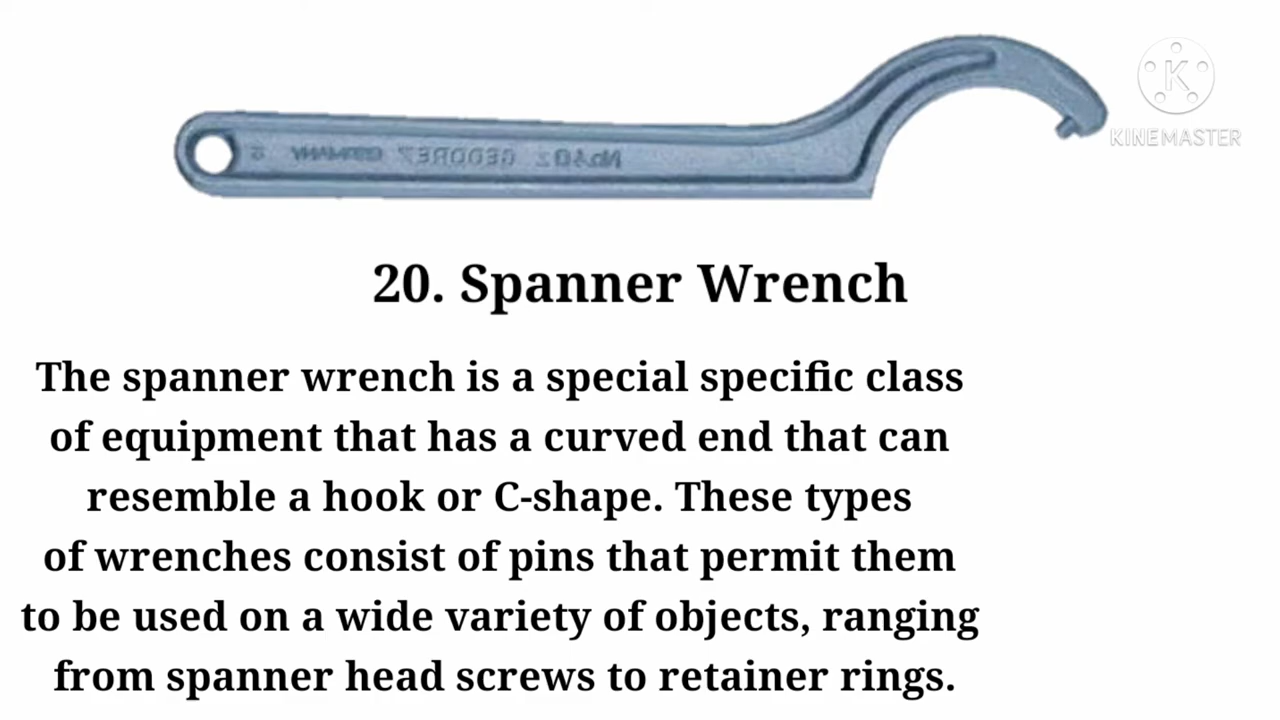 KINEMASTER
GERMANY GEDORE
20. Spanner Wrench
The spanner wrench is a special specific class
of equipment that has a curved end that can
resemble a hook or C-shape. These types
of wrenches consist of pins that permit them
to be used on a wide variety of objects, ranging
from spanner head screws to retainer rings.